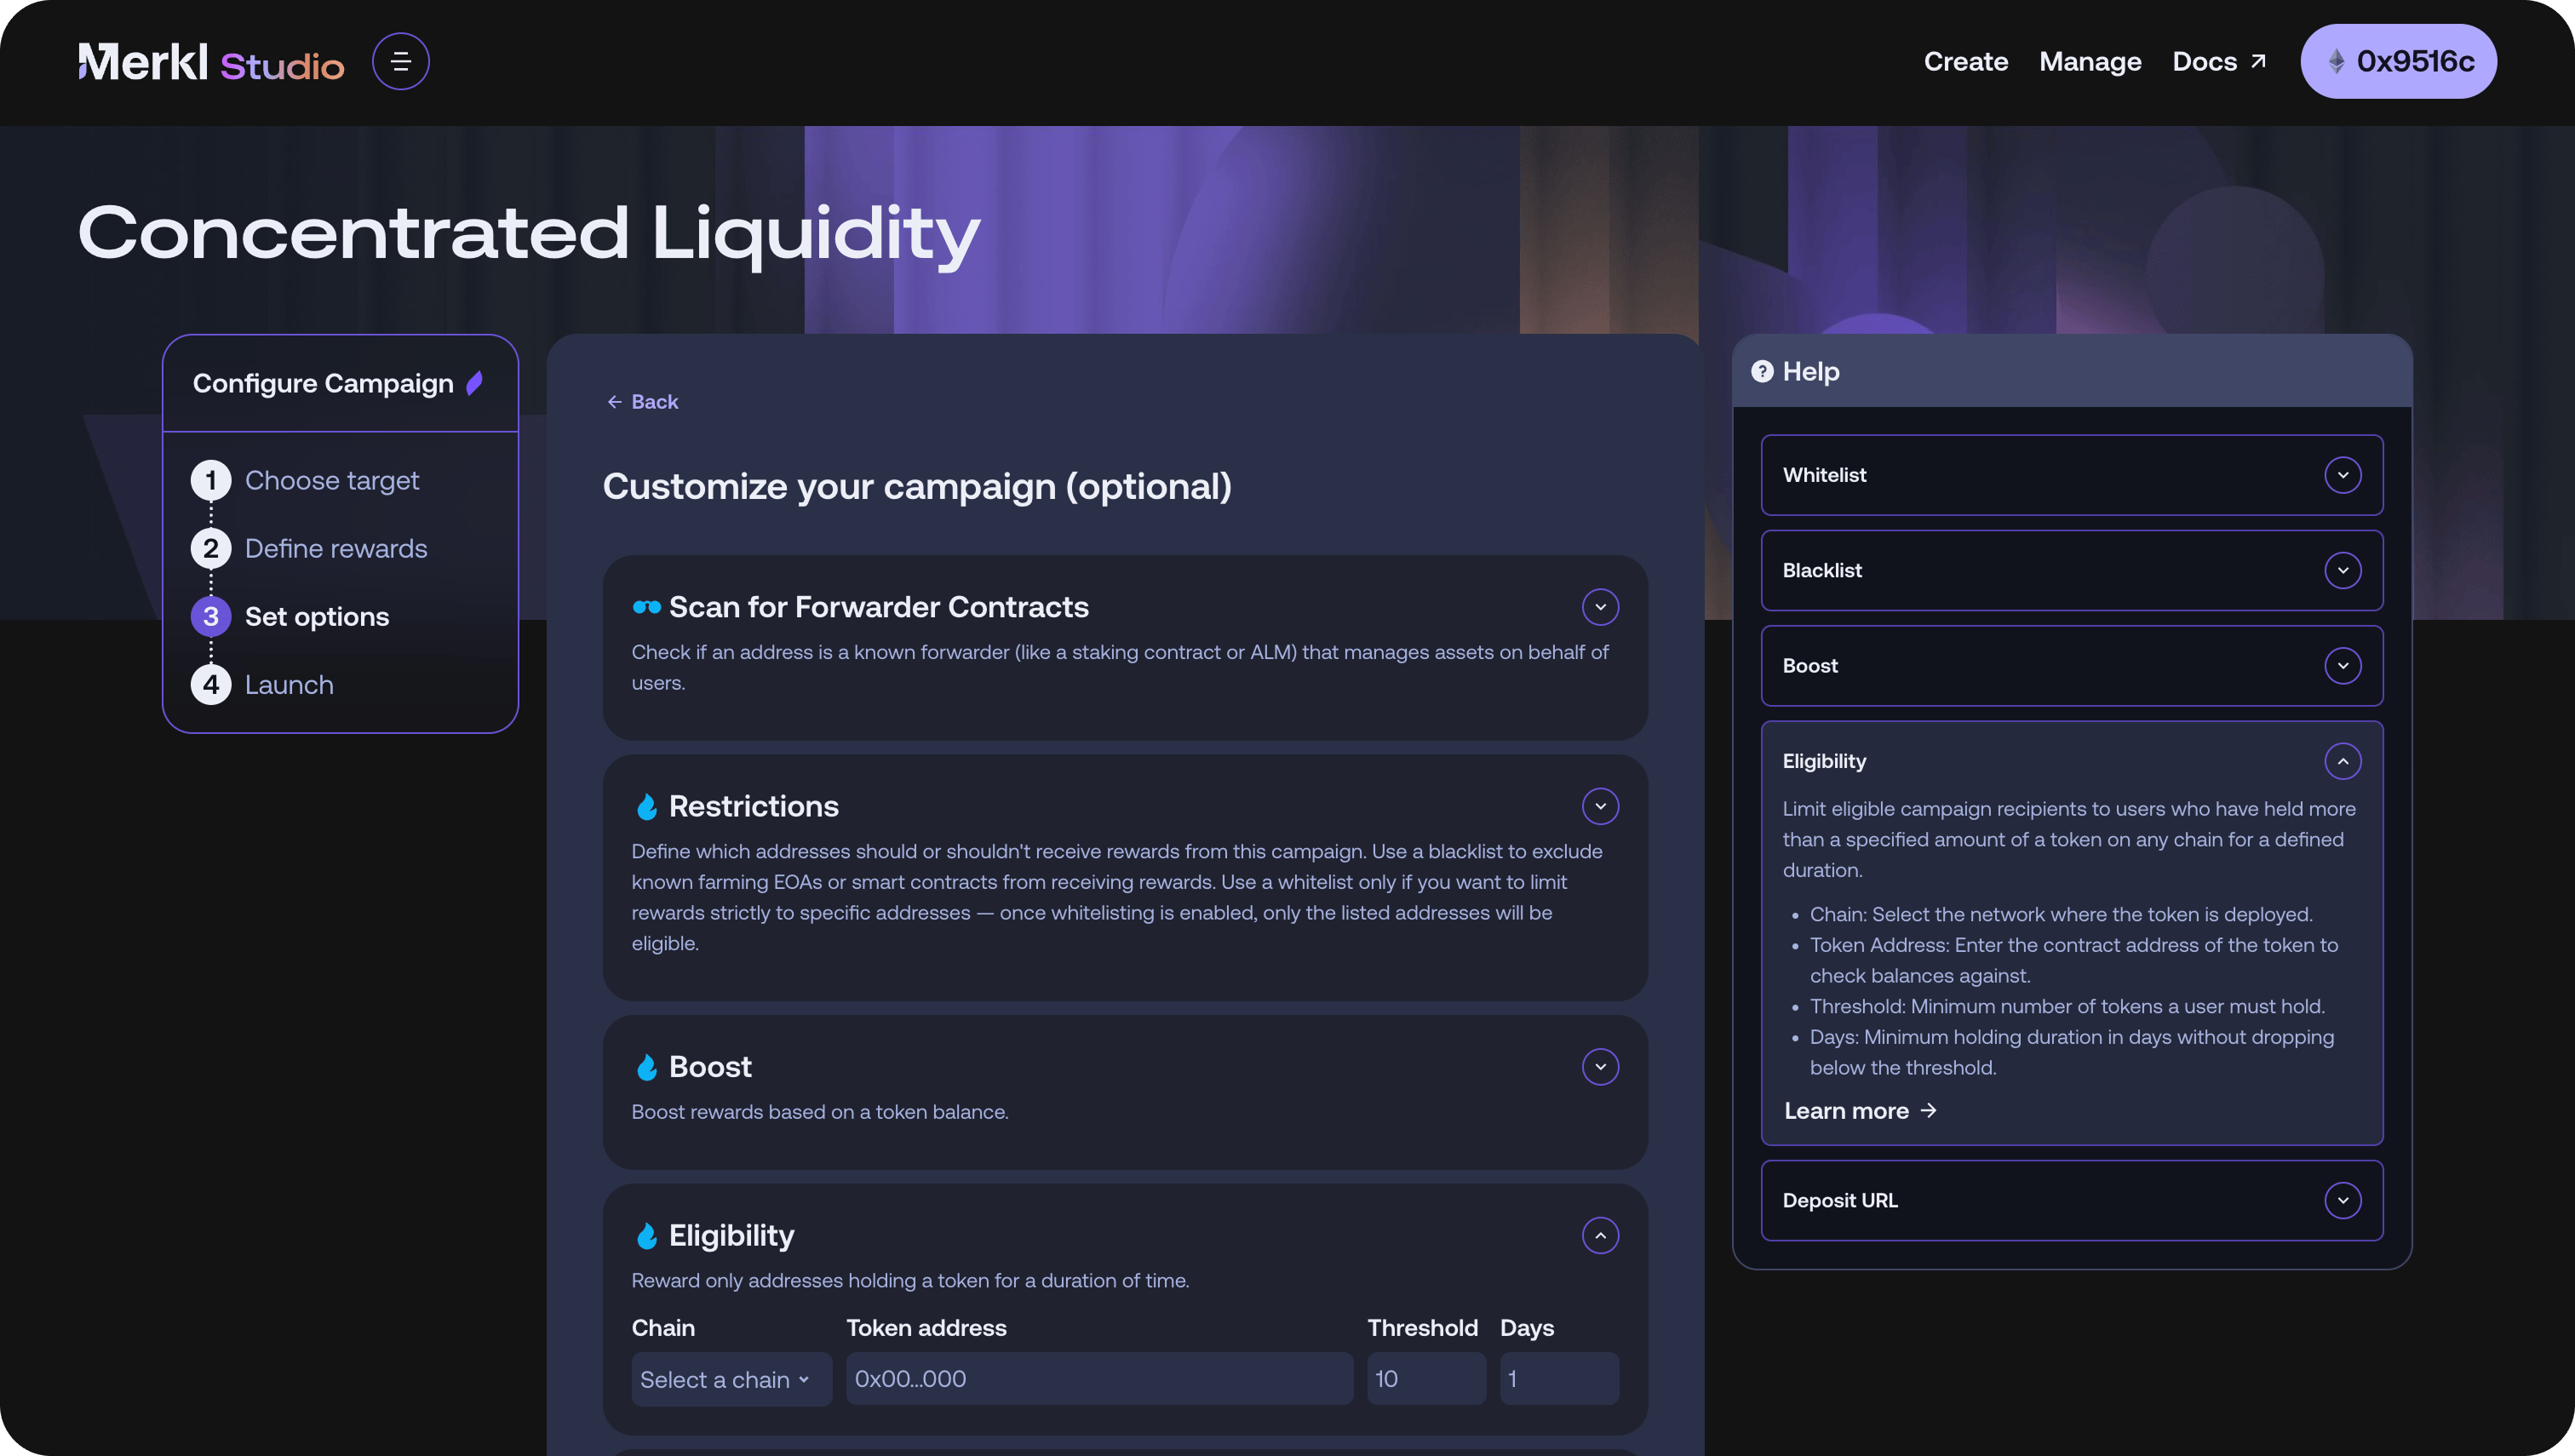 Merkl Studio
Create Manage Docs 0x9516c
Concentrated Liquidity
Configure Campaign
1 Choose target
2 Define rewards
3 Set options
4 Launch
Back
Customize your campaign (optional)
Scan for Forwarder Contracts
Check if an address is a known forwarder (like a staking contract or ALM) that manages assets on behalf of
users.
Restrictions
Define which addresses should or shouldn't receive rewards from this campaign. Use a blacklist to exclude
known farming EOAs or smart contracts from receiving rewards. Use a whitelist only if you want to limit
rewards strictly to specific addresses — once whitelisting is enabled, only the listed addresses will be
eligible.
Boost
Boost rewards based on a token balance.
Eligibility
Reward only addresses holding a token for a duration of time.
Chain Token address Threshold Days
Select a chain 0x00...000 10 1
? Help
Whitelist
Blacklist
Boost
Eligibility
Limit eligible campaign recipients to users who have held more
than a specified amount of a token on any chain for a defined
duration.
• Chain: Select the network where the token is deployed.
• Token Address: Enter the contract address of the token to
check balances against.
• Threshold: Minimum number of tokens a user must hold.
• Days: Minimum holding duration in days without dropping
below the threshold.
Learn more
Deposit URL